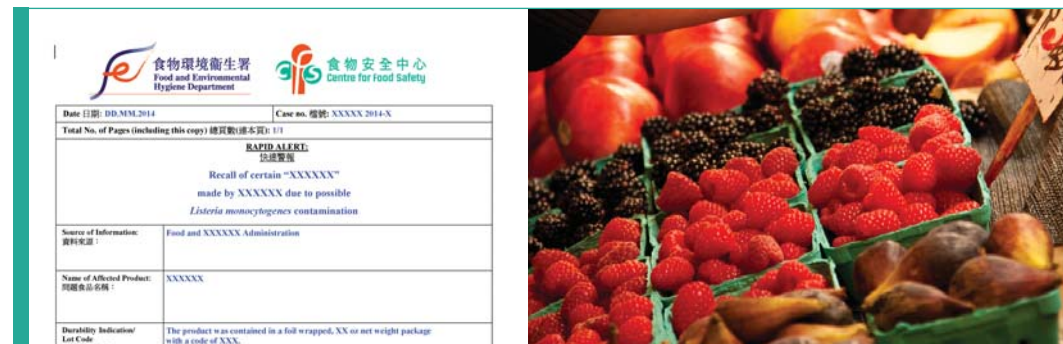 食物環境衞生署
Food and Environmental
Hygiene Department
cfs
食物安全中心
Centre for Food Safety
Date 日期: DD.MM.2014
Case no. 檔號: XXXXX 2014-X
Total No. of Pages (including this copy) 總頁數(連本頁): 1/1
RAPID ALERT:
快速警報
Recall of certain “XXXXXX”
made by XXXXXX due to possible
Listeria monocytogenes contamination
Source of Information:
資料來源：
Food and XXXXXX Administration
Name of Affected Product:
問題食品名稱：
XXXXXX
Durability Indication/
Lot Code
The product was contained in a foil wrapped, XX oz net weight package
with a code of XXX.